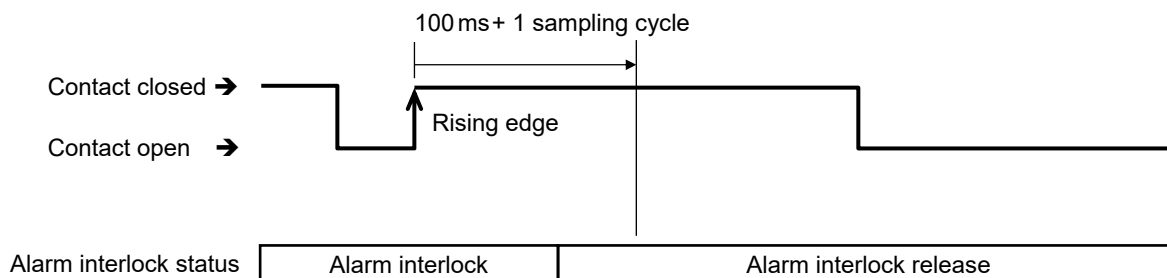 100 ms + 1 sampling cycle
Contact closed ➔
Rising edge
Contact open ➔
Alarm interlock status Alarm interlock Alarm interlock release